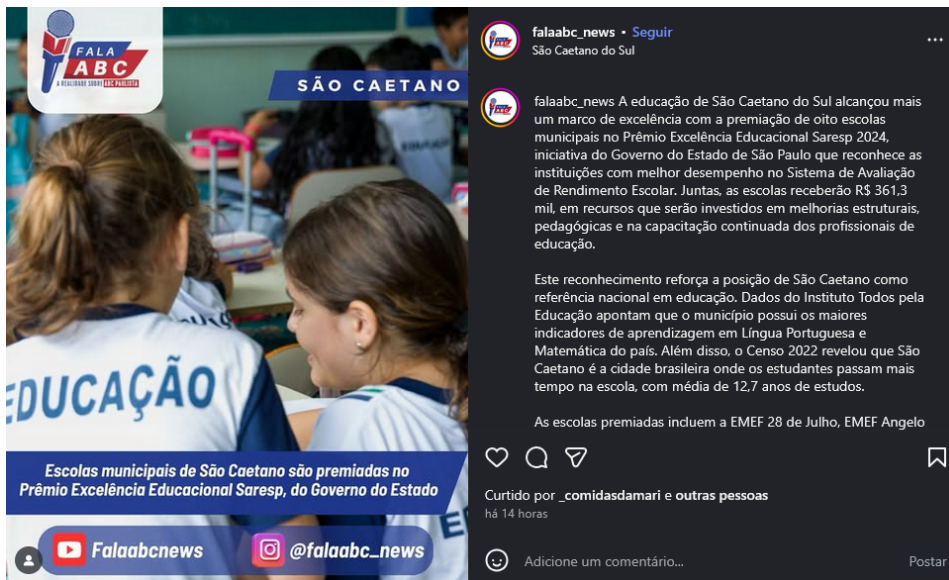 FALA
ABC
A REALIDADE SOBRE ABC PAULISTA
SÃO CAETANO
EDUCAÇÃO
Escolas municipais de São Caetano são premiadas no
Prêmio Excelência Educacional Saresp, do Governo do Estado
Falaabcnews
@falaabc_news
falaabc_news • Seguir
São Caetano do Sul
falaabc_news A educação de São Caetano do Sul alcançou mais
um marco de excelência com a premiação de oito escolas
municipais no Prêmio Excelência Educacional Saresp 2024,
iniciativa do Governo do Estado de São Paulo que reconhece as
instituições com melhor desempenho no Sistema de Avaliação
de Rendimento Escolar. Juntas, as escolas receberão R$ 361,3
mil, em recursos que serão investidos em melhorias estruturais,
pedagógicas e na capacitação continuada dos profissionais de
educação.
Este reconhecimento reforça a posição de São Caetano como
referência nacional em educação. Dados do Instituto Todos pela
Educação apontam que o município possui os maiores
indicadores de aprendizagem em Língua Portuguesa e
Matemática do país. Além disso, o Censo 2022 revelou que São
Caetano é a cidade brasileira onde os estudantes passam mais
tempo na escola, com média de 12,7 anos de estudos.
As escolas premiadas incluem a EMEF 28 de Julho, EMEF Angelo
Curtido por _comidasdamari e outras pessoas
há 14 horas
Adicione um comentário...
Postar